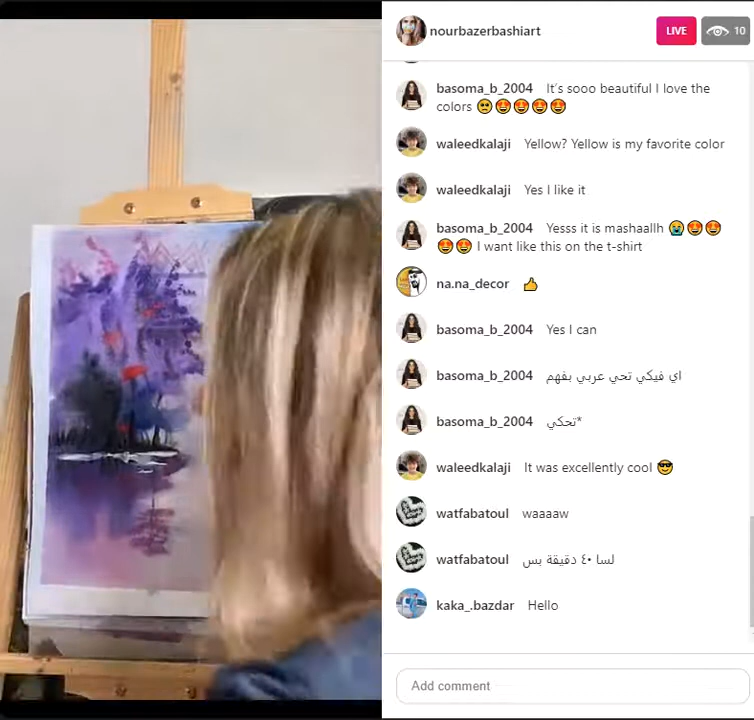 nourbazerbashiart
LIVE
10
basoma_b_2004 It's sooo beautiful I love the
colors 🥺🤩🤩🤩🤩
waleedkalaji Yellow? Yellow is my favorite color
waleedkalaji Yes I like it
basoma_b_2004 Yesss it is mashaallh 😭🤩🤩
🤩🤩 I want like this on the t-shirt
na.na_decor 👍
basoma_b_2004 Yes I can
basoma_b_2004 اي فيكي تحي عربي بفهم
basoma_b_2004 تحكي*
waleedkalaji It was excellently cool 😎
watfabatoul waaaaw
watfabatoul لسا ٤٠ دقيقة بس
kaka_.bazdar Hello
Add comment